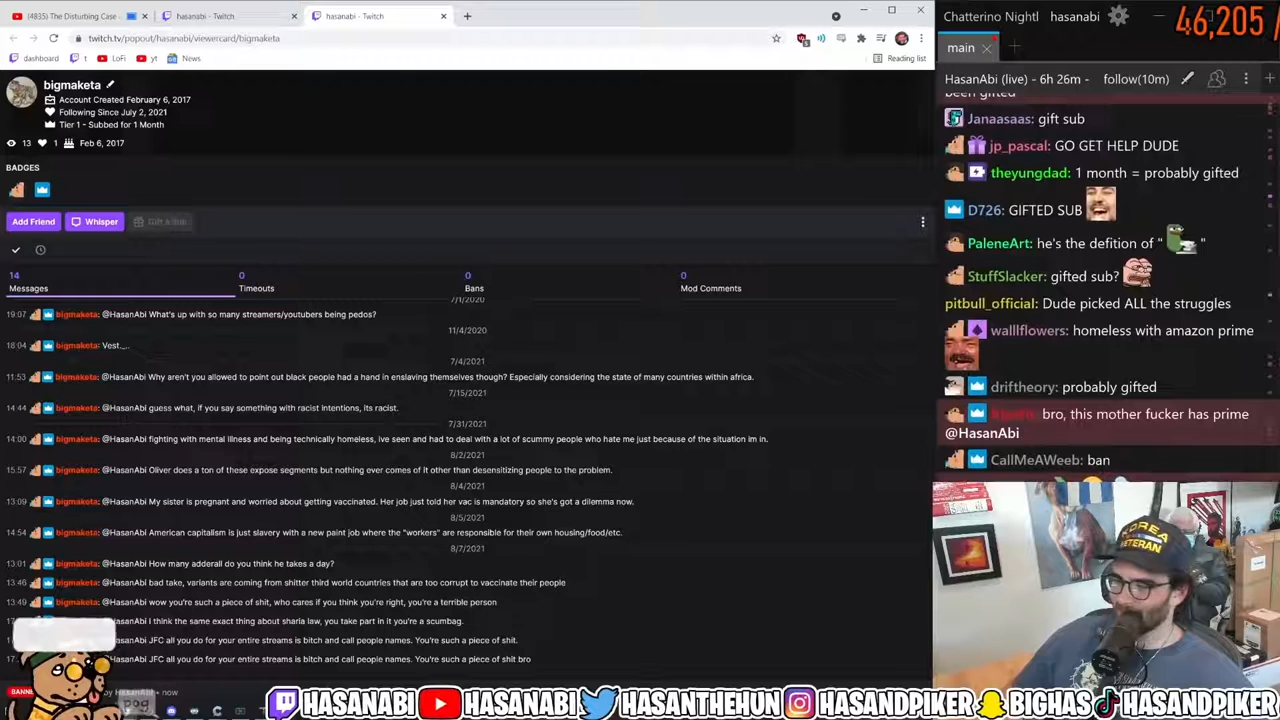 (4835) The Disturbing Case
hasanabi - Twitch
hasanabi - Twitch
twitch.tv/popout/hasanabi/viewercard/bigmaketa
dashboard
1
LoFi
yt
News
Reading list
bigmaketa
Account Created February 6, 2017
Following Since July 2, 2021
Tier 1 - Subbed for 1 Month
13
1
Feb 6, 2017
BADGES
Add Friend
Whisper
Gift a Sub
14
0
0
0
Messages
Timeouts
Bans
Mod Comments
7/1/2020
19:07 bigmaketa: @HasanAbi What's up with so many streamers/youtubers being pedos?
11/4/2020
18:04 bigmaketa: Vest._..
7/4/2021
11:53 bigmaketa: @HasanAbi Why aren't you allowed to point out black people had a hand in enslaving themselves though? Especially considering the state of many countries within africa.
7/15/2021
14:44 bigmaketa: @HasanAbi guess what, if you say something with racist intentions, its racist.
7/31/2021
14:00 bigmaketa: @HasanAbi fighting with mental illness and being technically homeless, ive seen and had to deal with a lot of scummy people who hate me just because of the situation im in.
8/2/2021
15:57 bigmaketa: @HasanAbi Oliver does a ton of these expose segments but nothing ever comes of it other than desensitizing people to the problem.
8/4/2021
13:09 bigmaketa: @HasanAbi My sister is pregnant and worried about getting vaccinated. Her job just told her vac is mandatory so she's got a dilemma now.
8/5/2021
14:54 bigmaketa: @HasanAbi American capitalism is just slavery with a new paint job where the "workers" are responsible for their own housing/food/etc.
8/7/2021
13:01 bigmaketa: @HasanAbi How many adderall do you think he takes a day?
13:46 bigmaketa: @HasanAbi bad take, variants are coming from shitter third world countries that are too corrupt to vaccinate their people
13:49 bigmaketa: @HasanAbi wow you're such a piece of shit, who cares if you think you're right, you're a terrible person
HasanAbi i think the same exact thing about sharia law, you take part in it you're a scumbag.
asanAbi JFC all you do for your entire streams is bitch and call people names. You're such a piece of shit.
asanAbi JFC all you do for your entire streams is bitch and call people names. You're such a piece of shit bro
BANNED by HasanAbi • now
Chatterino Nightl
hasanabi
46,205 /
main
HasanAbi (live) - 6h 26m -
follow(10m)
been gifted
Janaasaas: gift sub
jp_pascal: GO GET HELP DUDE
theyungdad: 1 month = probably gifted
D726: GIFTED SUB
PaleneArt: he's the defition of " "
StuffSlacker: gifted sub?
pitbull_official: Dude picked ALL the struggles
walllflowers: homeless with amazon prime
driftheory: probably gifted
bro, this mother fucker has prime
@HasanAbi
CallMeAWeeb: ban
KOREA
VETERAN
HASANABI
HASANABI
HASANTHEHUN
HASANDPIKER
BIGHAS
HASANDPIKER